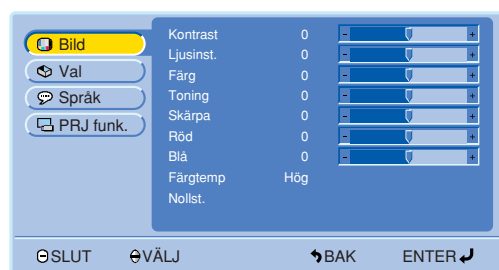 Bild
Val
Språk
PRJ funk.
Kontrast 0 - +
Ljusinst. 0 - +
Färg 0 - +
Toning 0 - +
Skärpa 0 - +
Röd 0 - +
Blå 0 - +
Färgtemp Hög
Nollst.
SLUT VÄLJ BAK ENTER